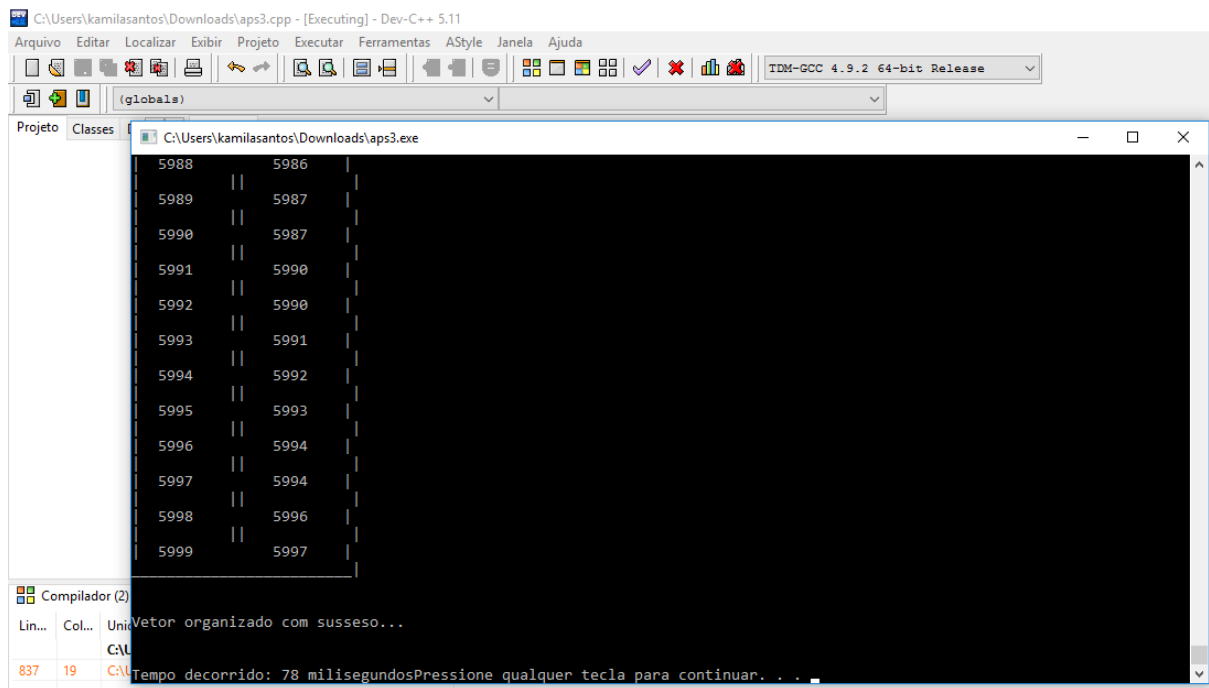 C:\Users\kamilasantos\Downloads\aps3.cpp - [Executing] - Dev-C++ 5.11
Arquivo Editar Localizar Exibir Projeto Executar Ferramentas AStyle Janela Ajuda
TDM-GCC 4.9.2 64-bit Release
(globals)
Projeto Classes
C:\Users\kamilasantos\Downloads\aps3.exe
| 5988 5986 |
| || |
| 5989 5987 |
| || |
| 5990 5987 |
| || |
| 5991 5990 |
| || |
| 5992 5990 |
| || |
| 5993 5991 |
| || |
| 5994 5992 |
| || |
| 5995 5993 |
| || |
| 5996 5994 |
| || |
| 5997 5994 |
| || |
| 5998 5996 |
| || |
| 5999 5997 |
_________________________|
Compilador (2)
Vetor organizado com susseso...
Lin... Col...
837 19
Tempo decorrido: 78 milisegundosPressione qualquer tecla para continuar. . .